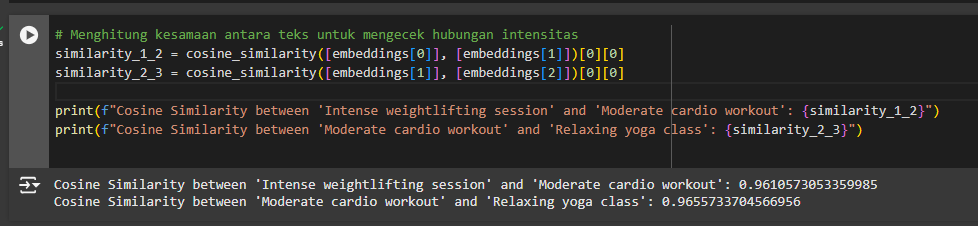 # Menghitung kesamaan antara teks untuk mengecek hubungan intensitas
similarity_1_2 = cosine_similarity([embeddings[0]], [embeddings[1]])[0][0]
similarity_2_3 = cosine_similarity([embeddings[1]], [embeddings[2]])[0][0]
print(f"Cosine Similarity between 'Intense weightlifting session' and 'Moderate cardio workout': {similarity_1_2}")
print(f"Cosine Similarity between 'Moderate cardio workout' and 'Relaxing yoga class': {similarity_2_3}")
Cosine Similarity between 'Intense weightlifting session' and 'Moderate cardio workout': 0.9610573053359985
Cosine Similarity between 'Moderate cardio workout' and 'Relaxing yoga class': 0.9655733704566956